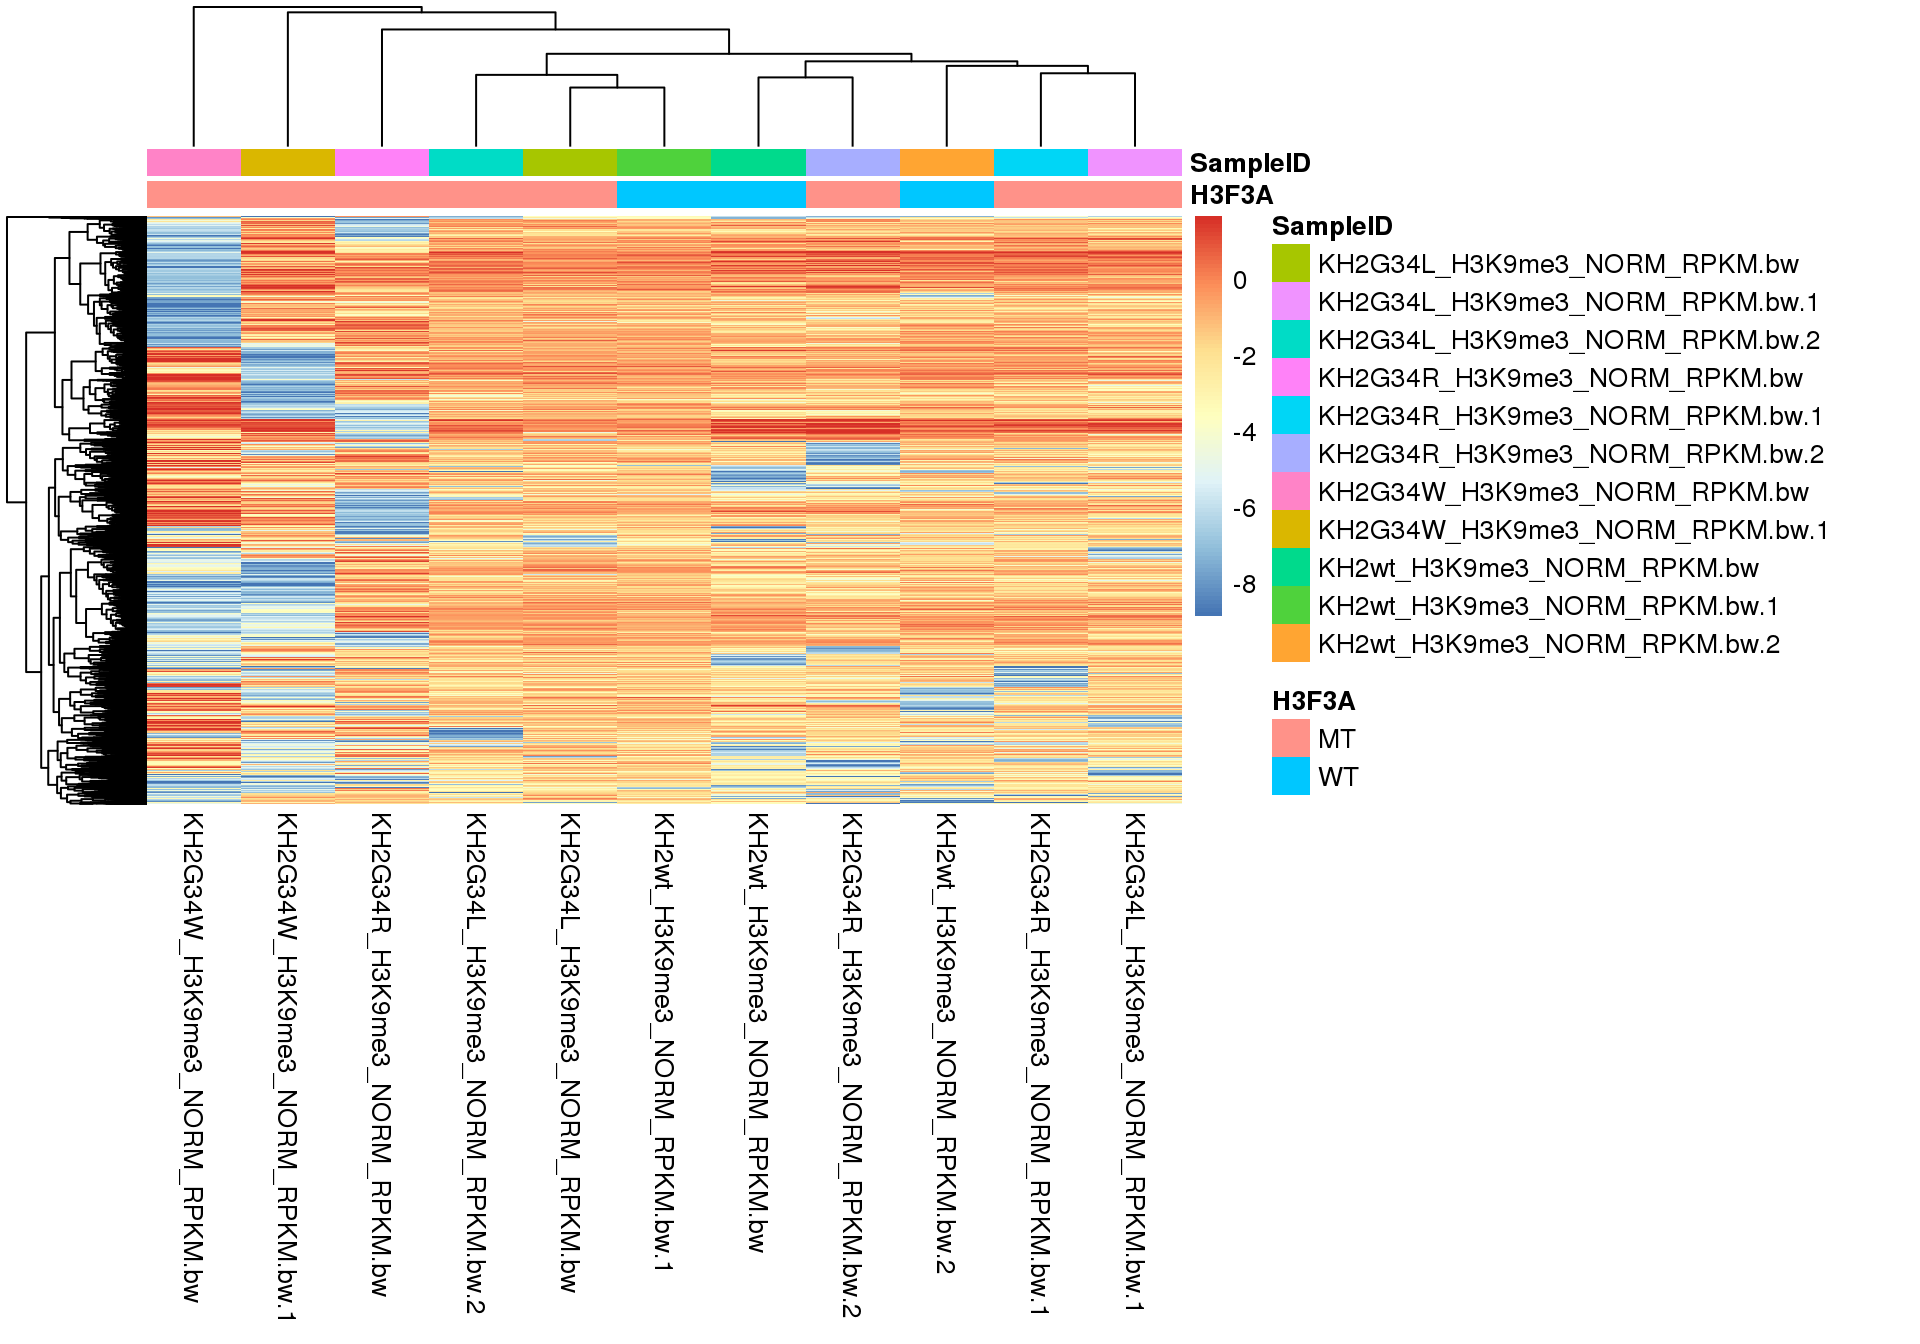 SampleID
H3F3A
0
-2
-4
-6
-8
SampleID
KH2G34L_H3K9me3_NORM_RPKM.bw
KH2G34L_H3K9me3_NORM_RPKM.bw.1
KH2G34L_H3K9me3_NORM_RPKM.bw.2
KH2G34R_H3K9me3_NORM_RPKM.bw
KH2G34R_H3K9me3_NORM_RPKM.bw.1
KH2G34R_H3K9me3_NORM_RPKM.bw.2
KH2G34W_H3K9me3_NORM_RPKM.bw
KH2G34W_H3K9me3_NORM_RPKM.bw.1
KH2wt_H3K9me3_NORM_RPKM.bw
KH2wt_H3K9me3_NORM_RPKM.bw.1
KH2wt_H3K9me3_NORM_RPKM.bw.2
H3F3A
MT
WT
KH2G34W_H3K9me3_NORM_RPKM.bw
KH2G34W_H3K9me3_NORM_RPKM.bw.1
KH2G34R_H3K9me3_NORM_RPKM.bw
KH2G34L_H3K9me3_NORM_RPKM.bw.2
KH2G34L_H3K9me3_NORM_RPKM.bw
KH2wt_H3K9me3_NORM_RPKM.bw.1
KH2wt_H3K9me3_NORM_RPKM.bw
KH2G34R_H3K9me3_NORM_RPKM.bw.2
KH2wt_H3K9me3_NORM_RPKM.bw.2
KH2G34R_H3K9me3_NORM_RPKM.bw.1
KH2G34L_H3K9me3_NORM_RPKM.bw.1